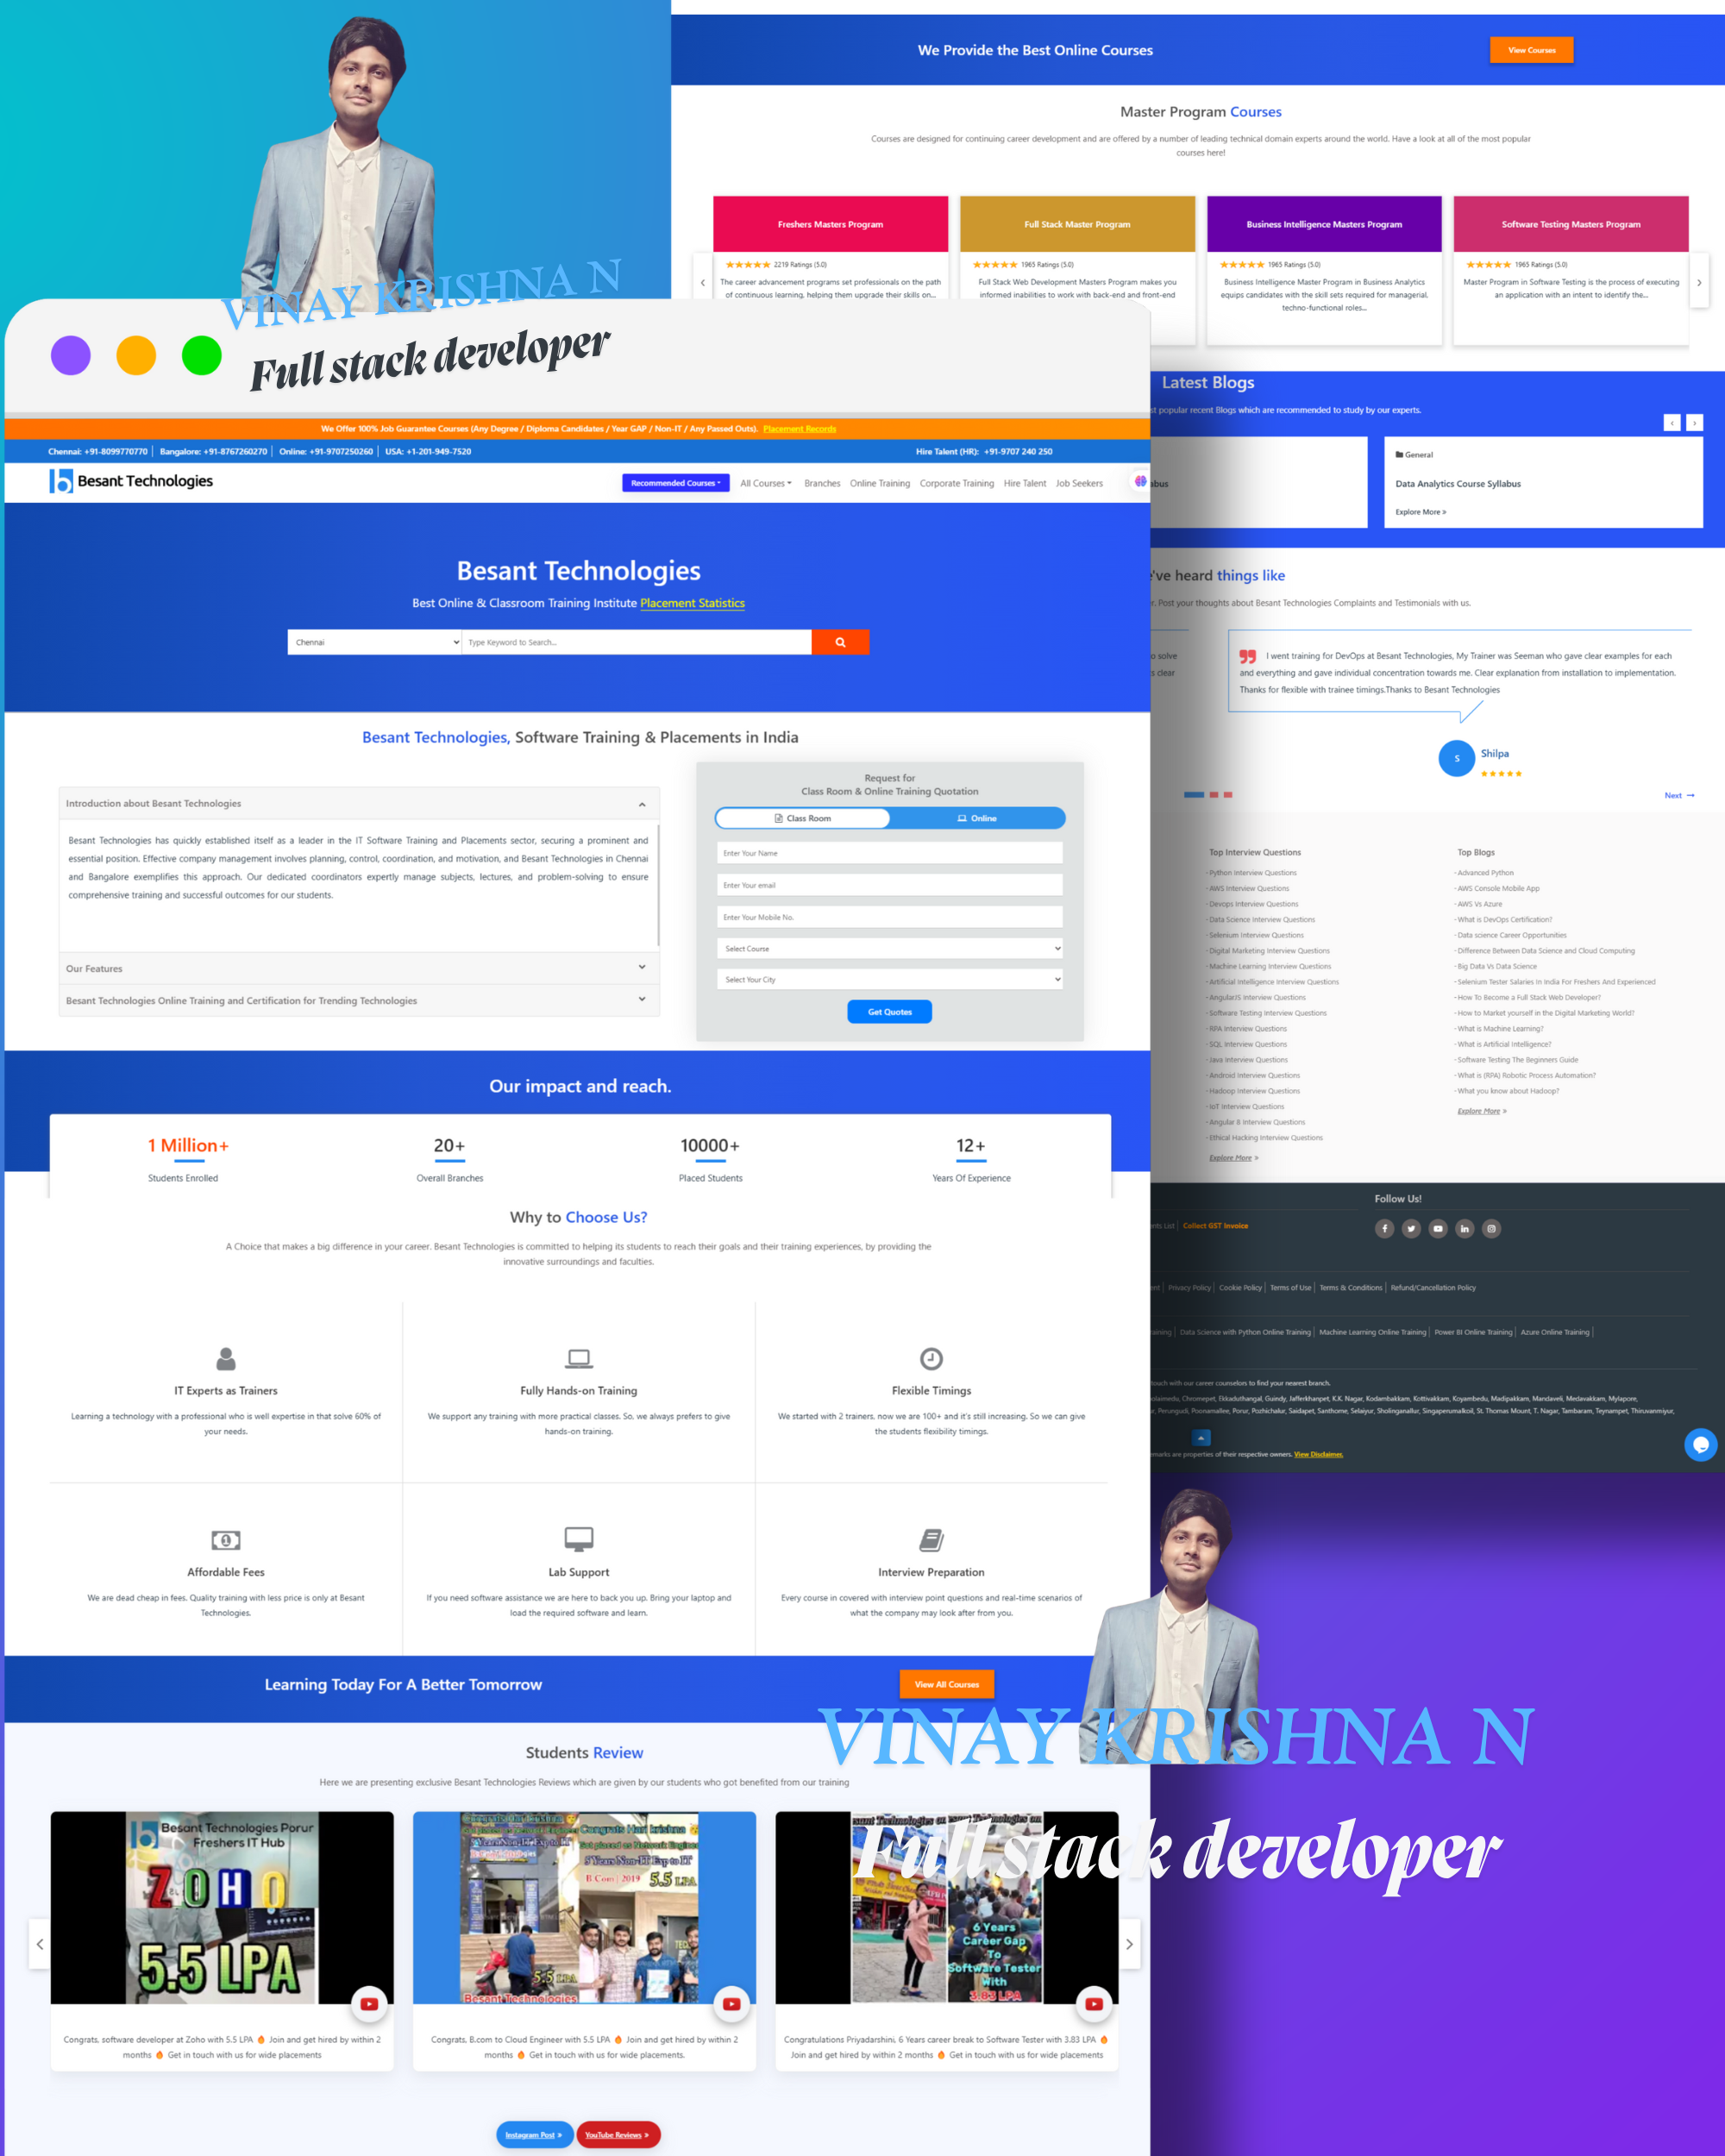 We Provide the Best Online Courses
View Courses
Master Program Courses
Courses are designed for continuing career development and are offered by a number of leading technical domain experts around the world. Have a look at all of the most popular
courses here!
Freshers Masters Program
Full Stack Master Program
Business Intelligence Masters Program
Software Testing Masters Program
2219 Ratings (5.0)
1965 Ratings (5.0)
1965 Ratings (5.0)
1965 Ratings (5.0)
The career advancement programs set professionals on the path
of continuous learning, helping them upgrade their skills on...
Full Stack Web Development Masters Program makes you
informed inabilities to work with back-end and front-end
Business Intelligence Master Program in Business Analytics
equips candidates with the skill sets required for managerial,
techno-functional roles...
Master Program in Software Testing is the process of executing
an application with an intent to identify the...
VINAY KRISHNA N
Full stack developer
We Offer 100% Job Guarantee Courses (Any Degree / Diploma Candidates / Year GAP / Non-IT / Any Passed Outs). Placement Records
Chennai: +91-8099770770 | Bangalore: +91-8767260270 | Online: +91-9707250260 | USA: +1-201-949-7520
Hire Talent (HR): +91-9707 240 250
Besant Technologies
Recommended Courses
All Courses
Branches
Online Training
Corporate Training
Hire Talent
Job Seekers
Besant Technologies
Best Online & Classroom Training Institute Placement Statistics
Chennai
Type Keyword to Search...
Besant Technologies, Software Training & Placements in India
Introduction about Besant Technologies
Besant Technologies has quickly established itself as a leader in the IT Software Training and Placements sector, securing a prominent and
essential position. Effective company management involves planning, control, coordination, and motivation, and Besant Technologies in Chennai
and Bangalore exemplifies this approach. Our dedicated coordinators expertly manage subjects, lectures, and problem-solving to ensure
comprehensive training and successful outcomes for our students.
Our Features
Besant Technologies Online Training and Certification for Trending Technologies
Request for
Class Room & Online Training Quotation
Class Room
Online
Enter Your Name
Enter Your email
Enter Your Mobile No.
Select Course
Select Your City
Get Quotes
Our impact and reach.
1 Million+
20+
10000+
12+
Students Enrolled
Overall Branches
Placed Students
Years Of Experience
Why to Choose Us?
A Choice that makes a big difference in your career. Besant Technologies is committed to helping its students to reach their goals and their training experiences, by providing the
innovative surroundings and faculties.
IT Experts as Trainers
Learning a technology with a professional who is well expertise in that solve 60% of
your needs.
Fully Hands-on Training
We support any training with more practical classes. So, we always prefers to give
hands-on training.
Flexible Timings
We started with 2 trainers, now we are 100+ and it's still increasing. So we can give
the students flexibility timings.
Affordable Fees
We are dead cheap in fees. Quality training with less price is only at Besant
Technologies.
Lab Support
If you need software assistance we are here to back you up. Bring your laptop and
load the required software and learn.
Interview Preparation
Every course in covered with interview point questions and real-time scenarios of
what the company may look after from you.
Learning Today For A Better Tomorrow
View All Courses
Students Review
Here we are presenting exclusive Besant Technologies Reviews which are given by our students who got benefited from our training
Besant Technologies Porur
Freshers IT Hub
ZOHO
5.5 LPA
Congrats Hari krishna
Got placed as Network Engineer
5 Years Non-IT Exp to IT
B.Com | 2019
5.5 LPA
5.5 LPA
Besant Technologies
6 Years
Career Gap
To
Software Tester
With
3.83 LPA
Congrats, software developer at Zoho with 5.5 LPA 🔥 Join and get hired by within 2
months 🔥 Get in touch with us for wide placements
Congrats, B.com to Cloud Engineer with 5.5 LPA 🔥 Join and get hired by within 2
months 🔥 Get in touch with us for wide placements.
Congratulations Priyadarshini, 6 Years career break to Software Tester with 3.83 LPA 🔥
Join and get hired by within 2 months 🔥 Get in touch with us for wide placements
Instagram Post »
YouTube Reviews »
Latest Blogs
st popular recent Blogs which are recommended to study by our experts.
abus
General
Data Analytics Course Syllabus
Explore More »
've heard things like
r. Post your thoughts about Besant Technologies Complaints and Testimonials with us.
o solve
s clear
I went training for DevOps at Besant Technologies, My Trainer was Seeman who gave clear examples for each
and everything and gave individual concentration towards me. Clear explanation from installation to implementation.
Thanks for flexible with trainee timings.Thanks to Besant Technologies
S
Shilpa
Next →
Top Interview Questions
- Python Interview Questions
- AWS Interview Questions
- Devops Interview Questions
- Data Science Interview Questions
- Selenium Interview Questions
- Digital Marketing Interview Questions
- Machine Learning Interview Questions
- Artificial Intelligence Interview Questions
- AngularJS Interview Questions
- Software Testing Interview Questions
- RPA Interview Questions
- SQL Interview Questions
- Java Interview Questions
- Android Interview Questions
- Hadoop Interview Questions
- IoT Interview Questions
- Angular 8 Interview Questions
- Ethical Hacking Interview Questions
Explore More »
Top Blogs
- Advanced Python
- AWS Console Mobile App
- AWS Vs Azure
- What is DevOps Certification?
- Data science Career Opportunities
- Difference Between Data Science and Cloud Computing
- Big Data Vs Data Science
- Selenium Tester Salaries In India For Freshers And Experienced
- How To Become a Full Stack Web Developer?
- How to Market yourself in the Digital Marketing World?
- What is Machine Learning?
- What is Artificial Intelligence?
- Software Testing The Beginners Guide
- What is (RPA) Robotic Process Automation?
- What you know about Hadoop?
Explore More »
Follow Us!
ents List | Collect GST Invoice
ent | Privacy Policy | Cookie Policy | Terms of Use | Terms & Conditions | Refund/Cancellation Policy
raining | Data Science with Python Online Training | Machine Learning Online Training | Power BI Online Training | Azure Online Training |
touch with our career counselors to find your nearest branch.
Chromepet, Ekkaduthangal, Guindy, Jafferkhanpet, K.K. Nagar, Kodambakkam, Kottivakkam, Koyambedu, Madipakkam, Mandaveli, Medavakkam, Mylapore,
Perungudi, Poonamallee, Porur, Pozhichalur, Saidapet, Santhome, Selaiyur, Sholinganallur, Singaperumalkoil, St. Thomas Mount, T. Nagar, Tambaram, Teynampet, Thiruvanmiyur,
emarks are properties of their respective owners. View Disclaimer.
VINAY KRISHNA N
Full stack developer